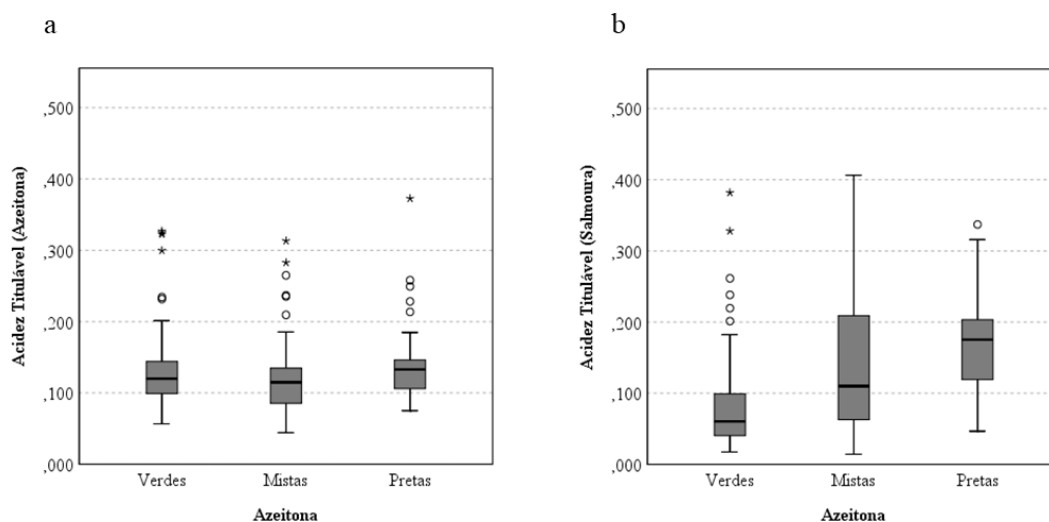 a
Acidez Titulável (Azeitona)
,500
,400
,300
,200
,100
,000
Verdes Mistas Pretas
Azeitona
b
Acidez Titulável (Salmoura)
,500
,400
,300
,200
,100
,000
Verdes Mistas Pretas
Azeitona